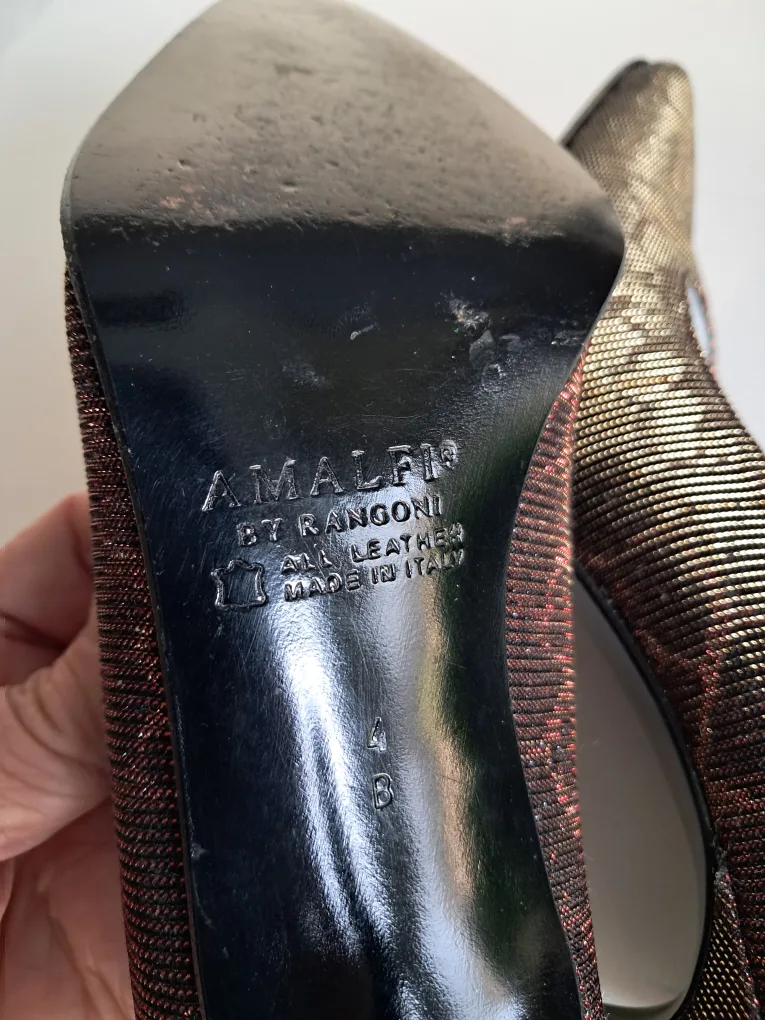 AMALFI®
BY RANGONI
ALL LEATHER
MADE IN ITALY
4
B